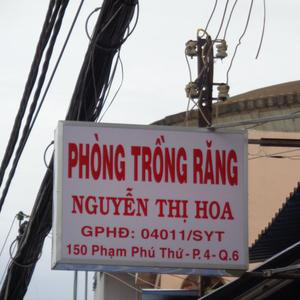 PHÒNG TRỒNG RĂNG
NGUYỄN THỊ HOA
GPHĐ: 04011/SYT
150 Phạm Phú Thứ - P.4 - Q.6